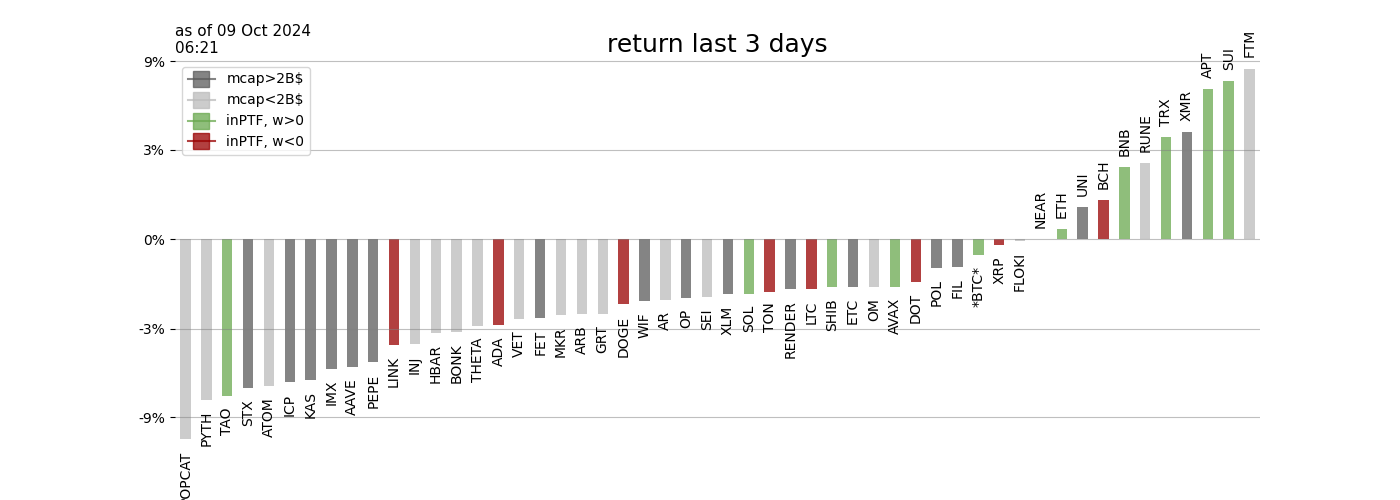 as of 09 Oct 2024
06:21
return last 3 days
9%
3%
0%
-3%
-9%
mcap>2B$
mcap<2B$
inPTF, w>0
inPTF, w<0
PYTH
TAO
STX
ATOM
ICP
KAS
IMX
AAVE
PEPE
LINK
INJ
HBAR
BONK
THETA
ADA
VET
FET
MKR
ARB
GRT
DOGE
WIF
AR
OP
SEI
XLM
SOL
TON
RENDER
LTC
SHIB
ETC
OM
AVAX
DOT
POL
FIL
*BTC*
XRP
FLOKI
NEAR
ETH
UNI
BCH
BNB
RUNE
TRX
XMR
APT
SUI
FTM